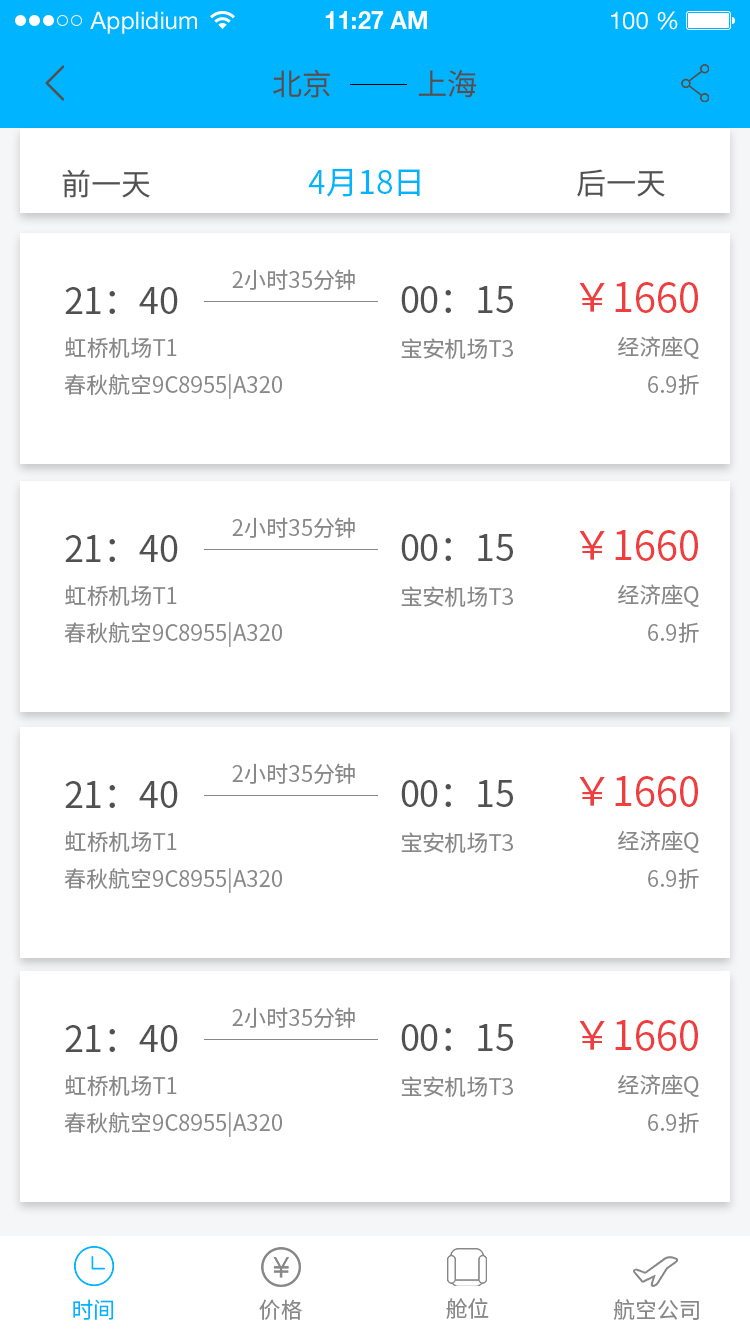 Applidium 11:27 AM 100 %
北京 —— 上海
前一天 4月18日 后一天
2小时35分钟
21：40 00：15 ￥1660
虹桥机场T1 宝安机场T3 经济座Q
春秋航空9C8955|A320 6.9折
2小时35分钟
21：40 00：15 ￥1660
虹桥机场T1 宝安机场T3 经济座Q
春秋航空9C8955|A320 6.9折
2小时35分钟
21：40 00：15 ￥1660
虹桥机场T1 宝安机场T3 经济座Q
春秋航空9C8955|A320 6.9折
2小时35分钟
21：40 00：15 ￥1660
虹桥机场T1 宝安机场T3 经济座Q
春秋航空9C8955|A320 6.9折
时间 价格 舱位 航空公司